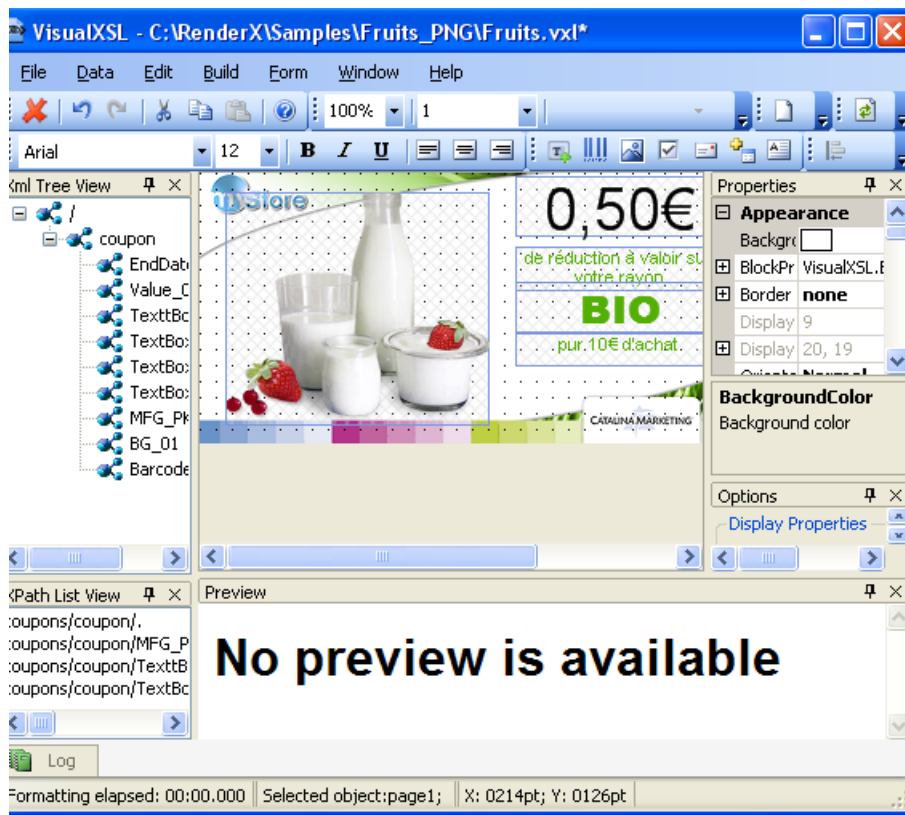 VisualXSL - C:\RenderX\Samples\Fruits_PNG\Fruits.vxl*
File Data Edit Build Form Window Help
100% 1
Arial 12 B I U
Xml Tree View
/
coupon
EndDat
Value_C
TexttBc
TextBo
TextBo
TextBo
MFG_P
BG_01
Barcode
myStore
0,50€
de réduction à valoir su
votre rayon
BIO
pur.10€ d'achat.
CATALINA MARKETING
Properties
Appearance
Backgr
BlockPr VisualXSL.E
Border none
Display 9
Display 20, 19
BackgroundColor
Background color
Options
Display Properties
XPath List View
coupons/coupon/.
coupons/coupon/MFG_P
coupons/coupon/TexttB
coupons/coupon/TextBc
Preview
No preview is available
Log
Formatting elapsed: 00:00.000 Selected object:page1; X: 0214pt; Y: 0126pt